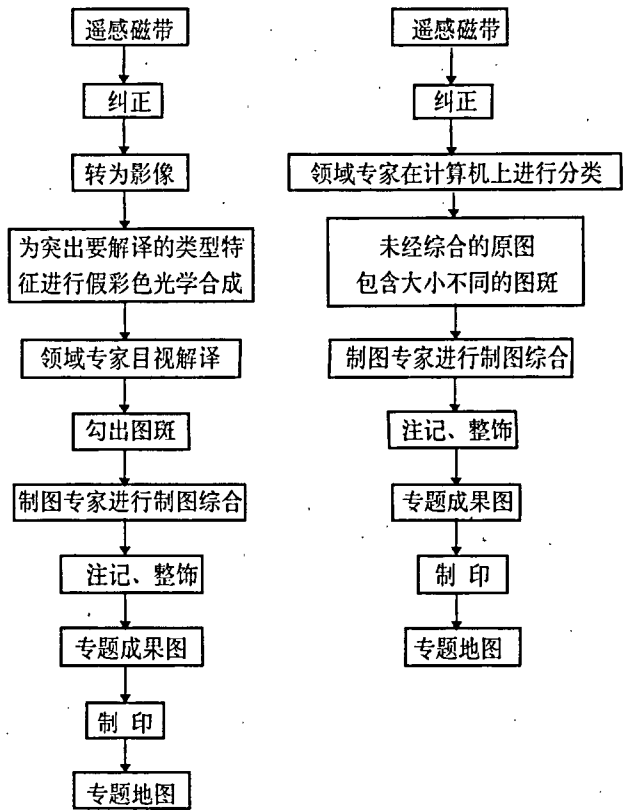 遥感磁带
纠正
转为影像
为突出要解译的类型特
征进行假彩色光学合成
领域专家目视解译
勾出图斑
制图专家进行制图综合
注记、整饰
专题成果图
制 印
专题地图
遥感磁带
纠正
领域专家在计算机上进行分类
未经综合的原图
包含大小不同的图斑
制图专家进行制图综合
注记、整饰
专题成果图
制 印
专题地图